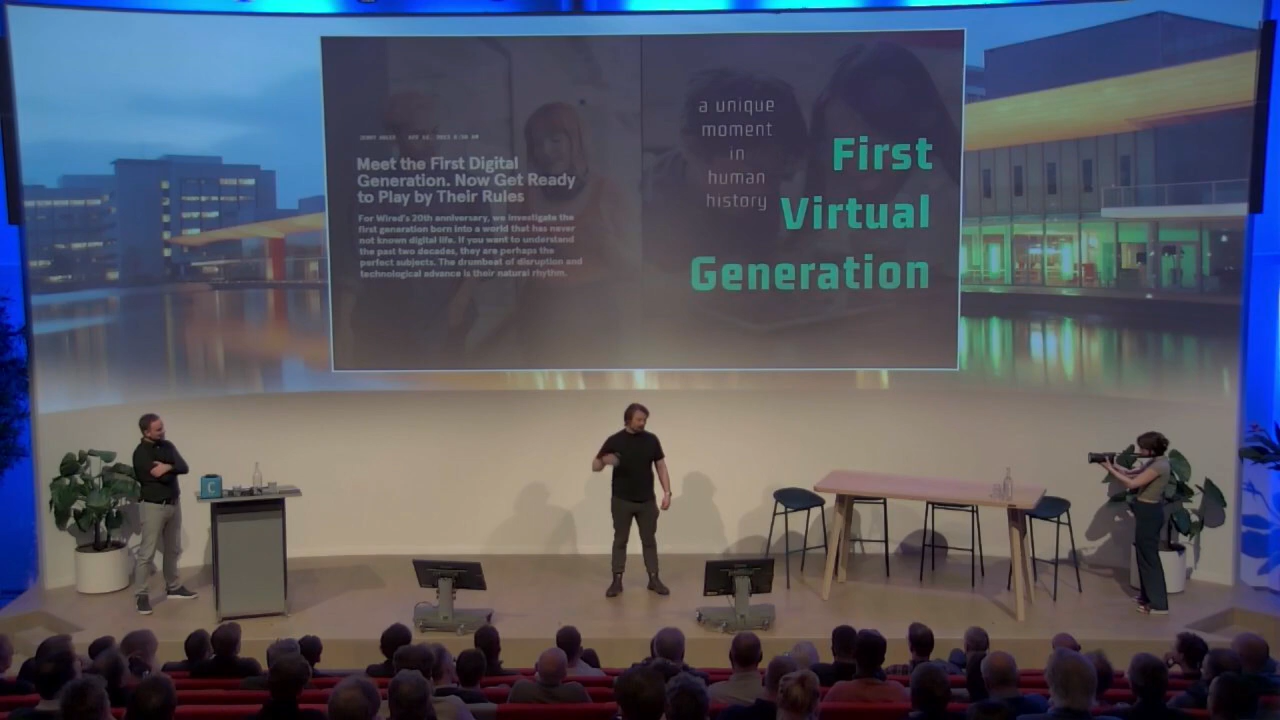 Meet the First Digital
Generation. Now Get Ready
to Play by Their Rules
For Wired's 20th anniversary, we investigate the
first generation born into a world that has never
not known digital life. If you want to understand
the past two decades, they are perhaps the
perfect subjects. The drumbeat of disruption and
technological advance is their natural rhythm.
a unique
moment
in
human
history
First
Virtual
Generation
C